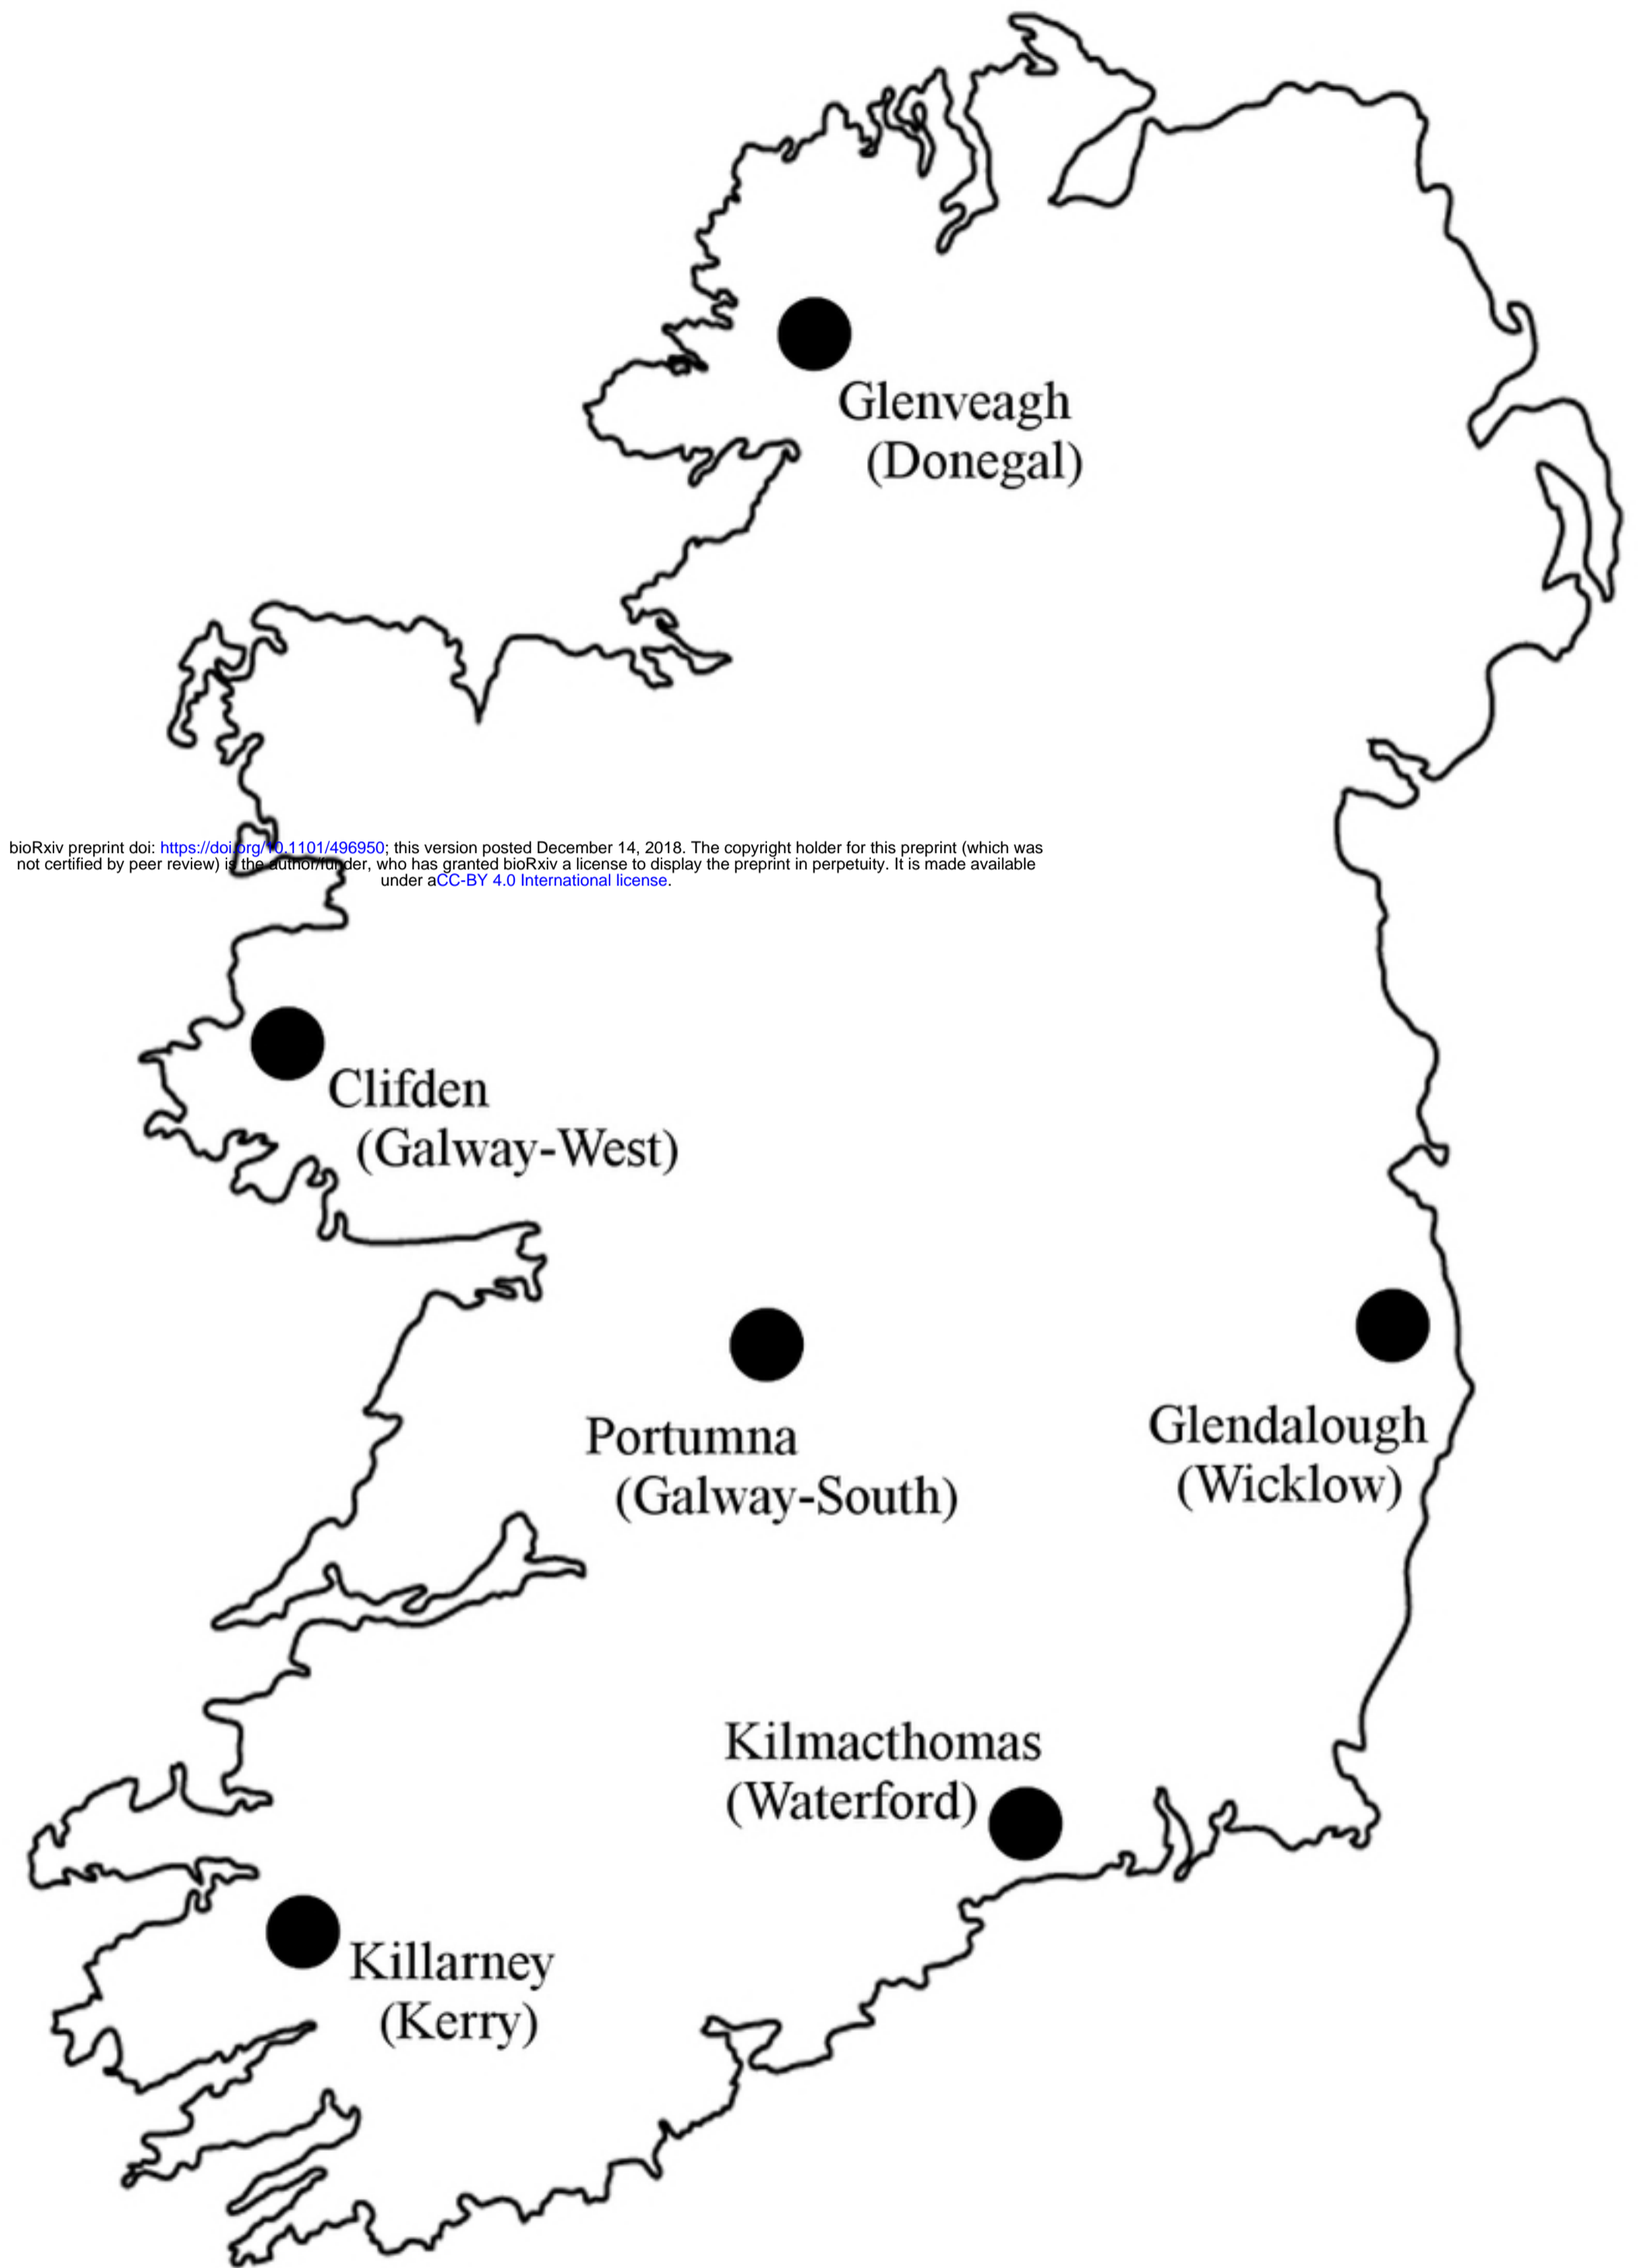 Glenveagh
(Donegal)
bioRxiv preprint doi: https://doi.org/10.1101/496950; this version posted December 14, 2018. The copyright holder for this preprint (which was
not certified by peer review) is the author/funder, who has granted bioRxiv a license to display the preprint in perpetuity. It is made available
under aCC-BY 4.0 International license.
Clifden
(Galway-West)
Portumna
(Galway-South)
Glendalough
(Wicklow)
Kilmacthomas
(Waterford)
Killarney
(Kerry)